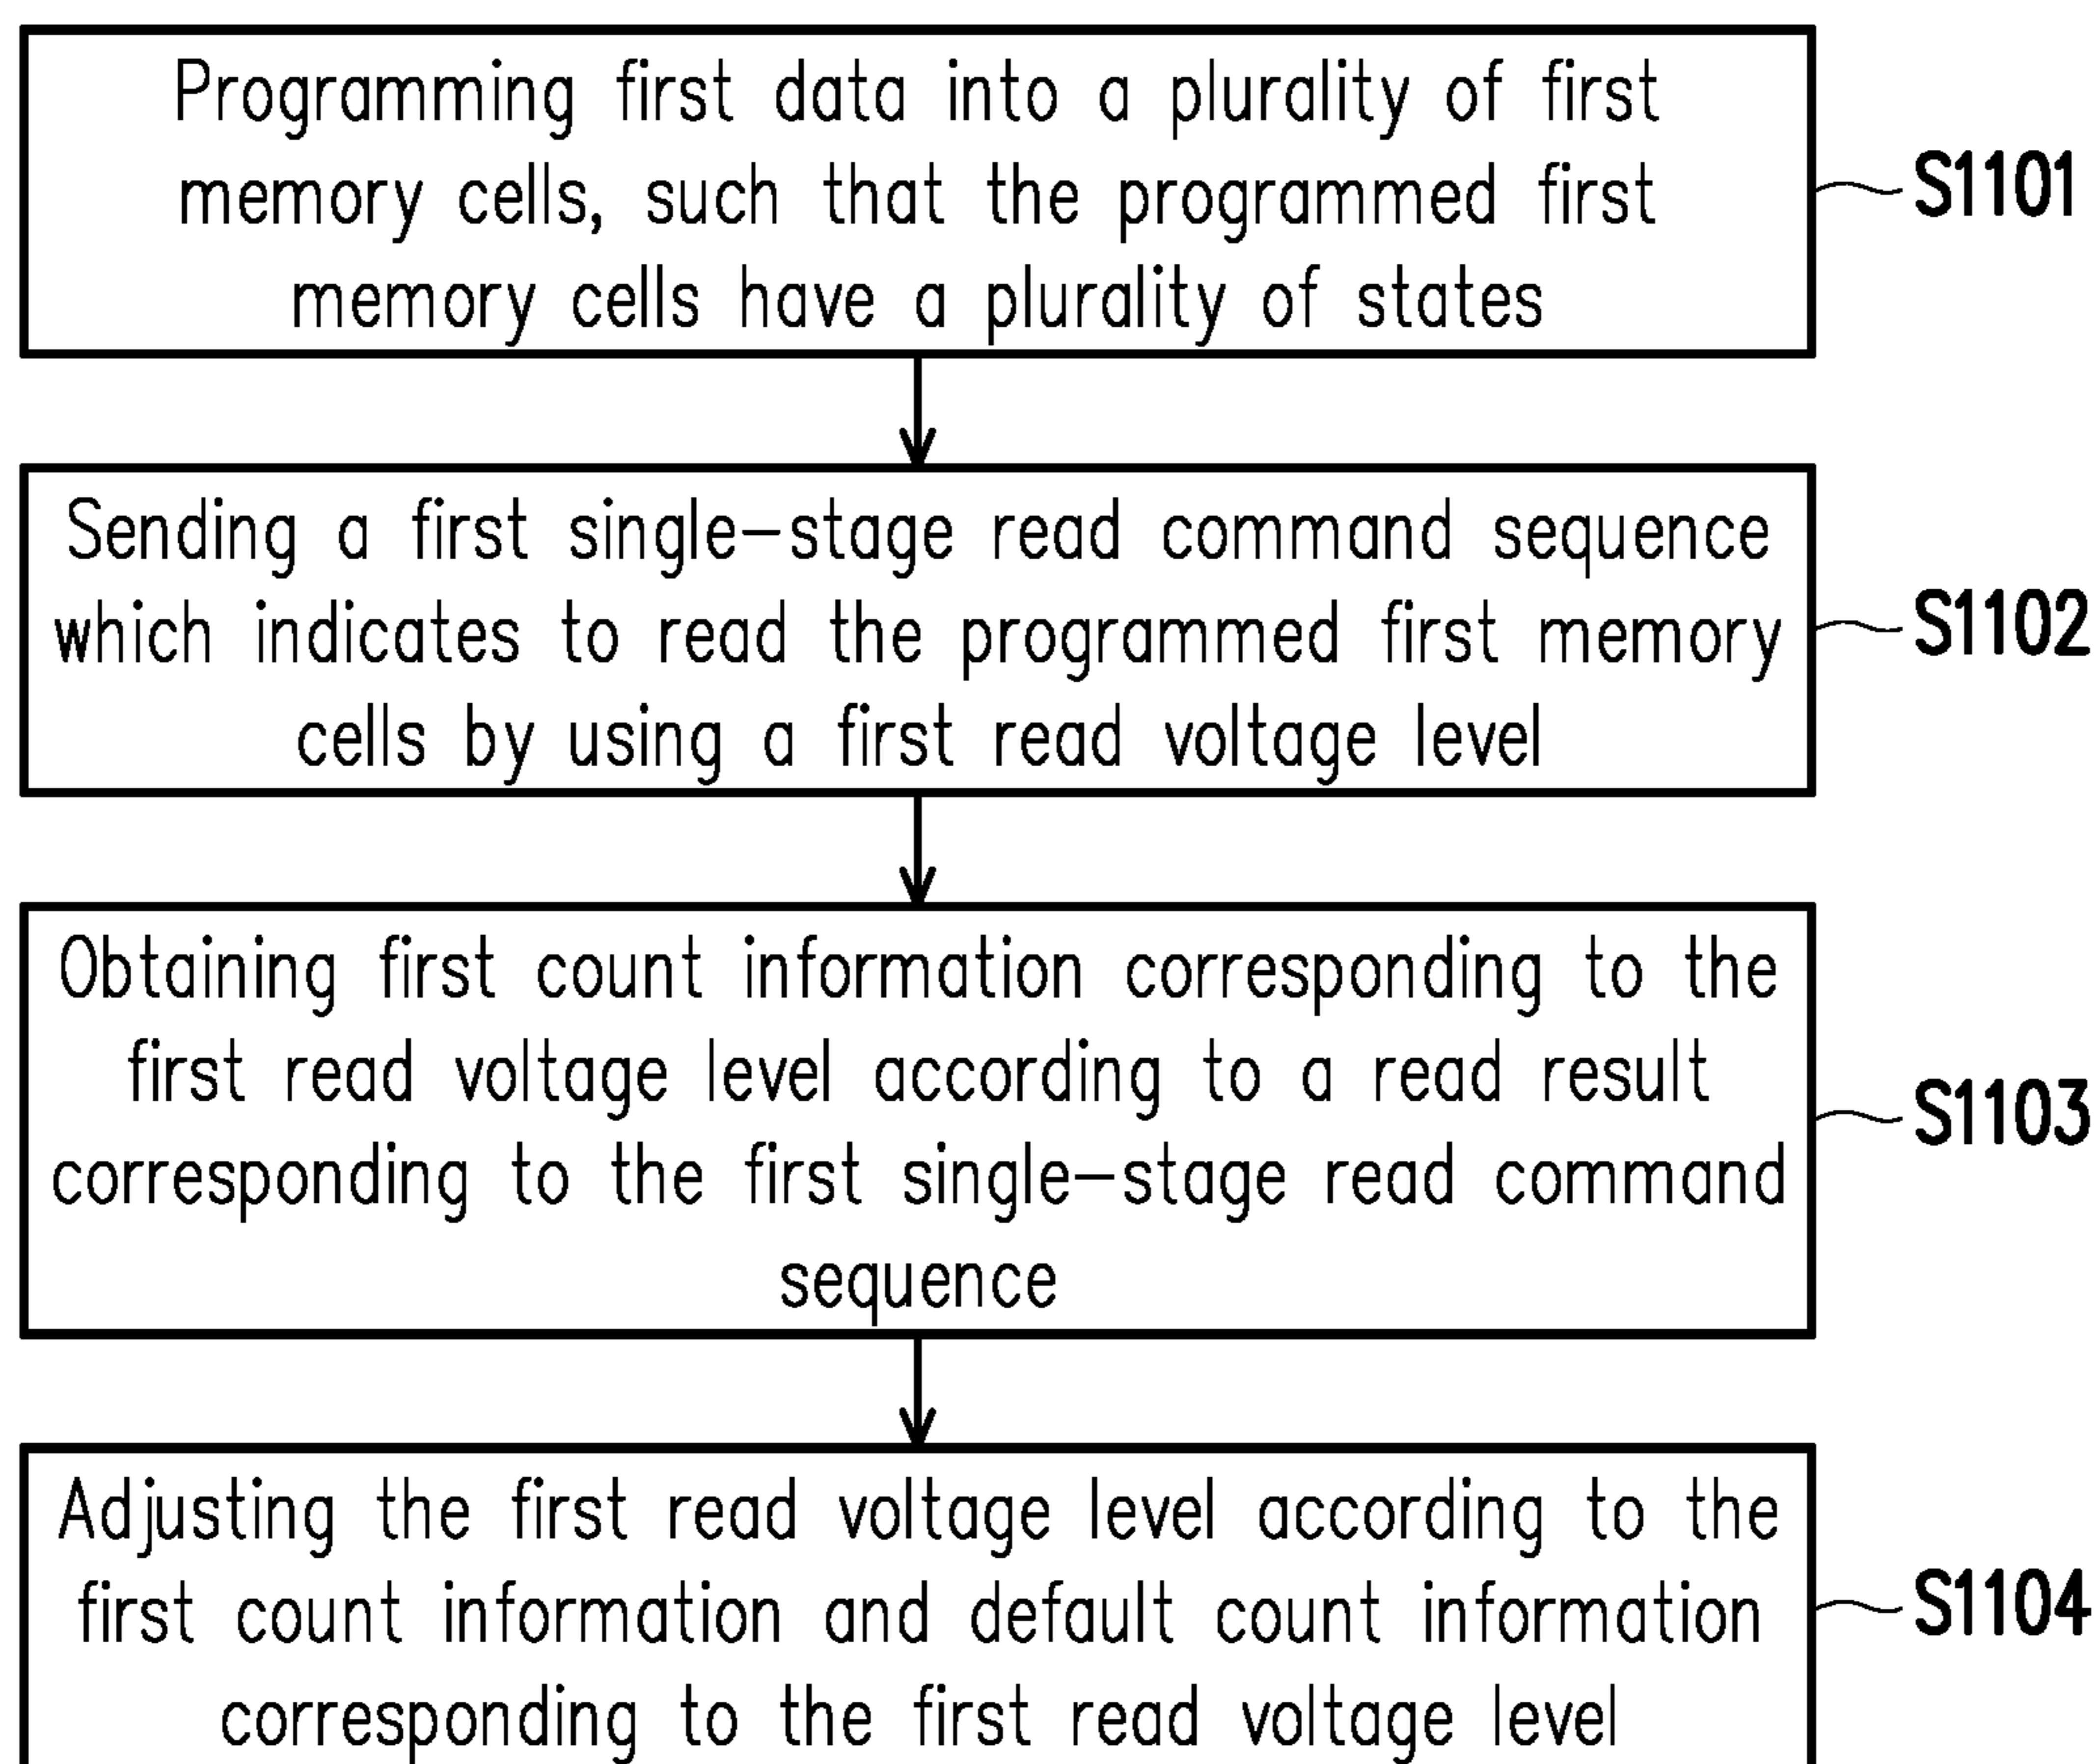 Programming first data into a plurality of first
memory cells, such that the programmed first
memory cells have a plurality of states
S1101
Sending a first single-stage read command sequence
which indicates to read the programmed first memory
cells by using a first read voltage level
S1102
Obtaining first count information corresponding to the
first read voltage level according to a read result
corresponding to the first single-stage read command
sequence
S1103
Adjusting the first read voltage level according to the
first count information and default count information
corresponding to the first read voltage level
S1104